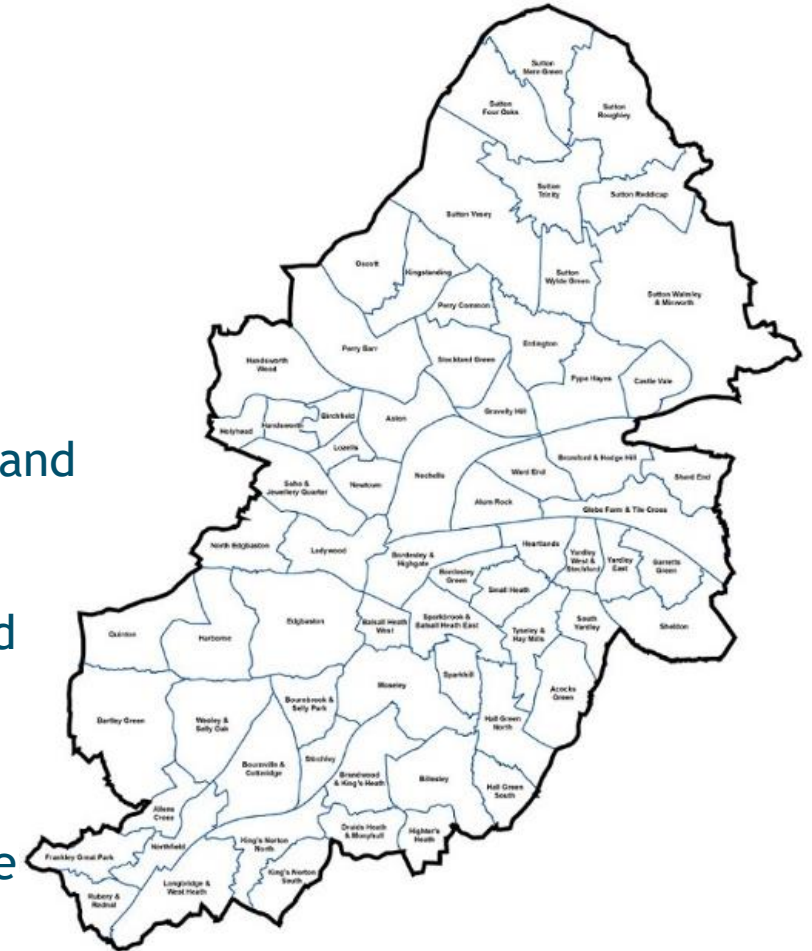 Sutton
Mere Green
Sutton
Four Oaks
Sutton
Roughley
Sutton
Trinity
Sutton Reddicap
Sutton Vesey
Oscott
Kingstanding
Sutton
Wylde Green
Sutton Walmley
& Minworth
Perry Common
Perry Barr
Erdington
Stockland Green
Handsworth
Wood
Pype Hayes
Castle Vale
Gravelly Hill
Birchfield
Aston
Handsworth
Holyhead
and
Lozells
Bromford & Hodge Hill
Ward End
Nechells
Shard End
Soho &
Jewellery Quarter
Newtown
Alum Rock
Glebe Farm & Tile Cross
North Edgbaston
Ladywood
Heartlands
Bordesley &
Highgate
Yardley
West &
Stechford
Yardley
East
Garretts
Green
Bordesley
Green
Small Heath
Edgbaston
Balsall Heath
West
Sparkbrook &
Balsall Heath East
South
Yardley
Sheldon
d
Quinton
Harborne
Tyseley &
Hay Mills
Sparkhill
Moseley
Acocks
Green
Bartley Green
Weoley &
Selly Oak
Bournbrook &
Selly Park
Hall Green
North
Stirchley
Bournville &
Cotteridge
Brandwood
& King's Heath
Billesley
Hall Green
South
Allens
Cross
Druids Heath
& Monyhull
Highter's
Heath
Northfield
King's Norton
North
Frankley Great Park
e
King's Norton
South
Longbridge &
West Heath
Rubery &
Rednal